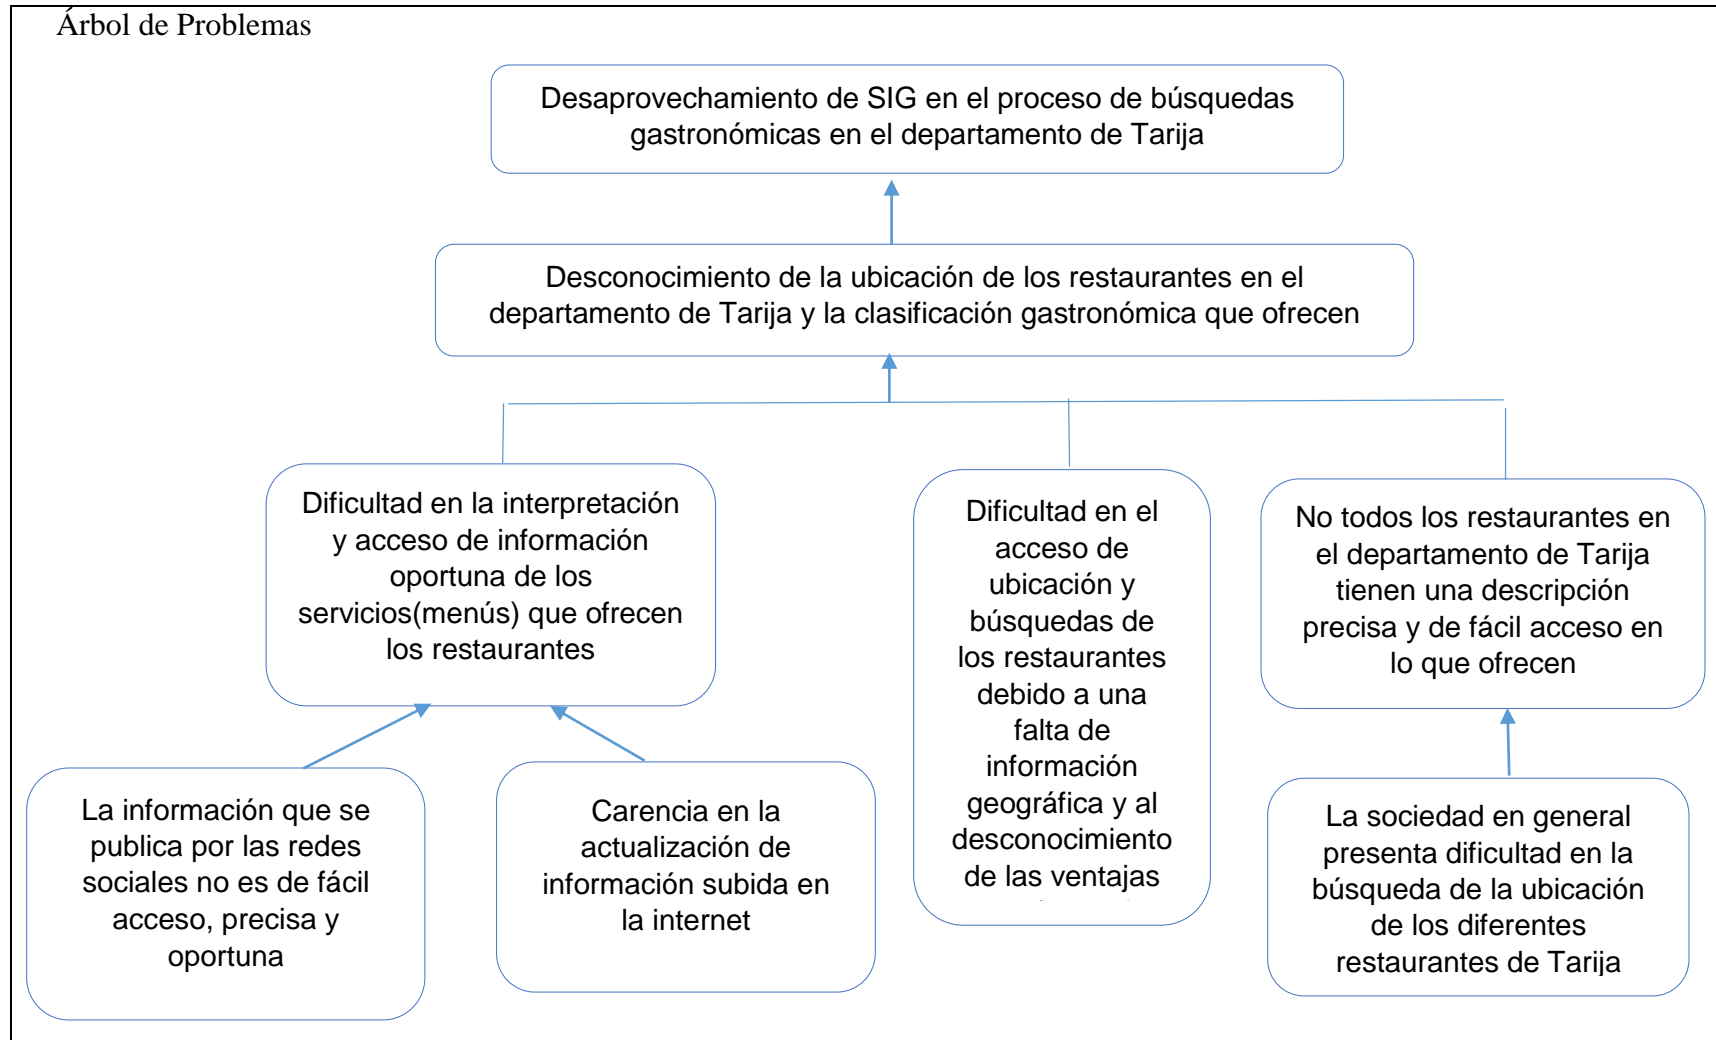 Árbol de Problemas
Desaprovechamiento de SIG en el proceso de búsquedas
gastronómicas en el departamento de Tarija
Desconocimiento de la ubicación de los restaurantes en el
departamento de Tarija y la clasificación gastronómica que ofrecen
Dificultad en la interpretación
y acceso de información
oportuna de los
servicios(menús) que ofrecen
los restaurantes
Dificultad en el
acceso de
ubicación y
búsquedas de
los restaurantes
debido a una
falta de
información
geográfica y al
desconocimiento
de las ventajas
No todos los restaurantes en
el departamento de Tarija
tienen una descripción
precisa y de fácil acceso en
lo que ofrecen
La información que se
publica por las redes
sociales no es de fácil
acceso, precisa y
oportuna
Carencia en la
actualización de
información subida en
la internet
La sociedad en general
presenta dificultad en la
búsqueda de la ubicación
de los diferentes
restaurantes de Tarija